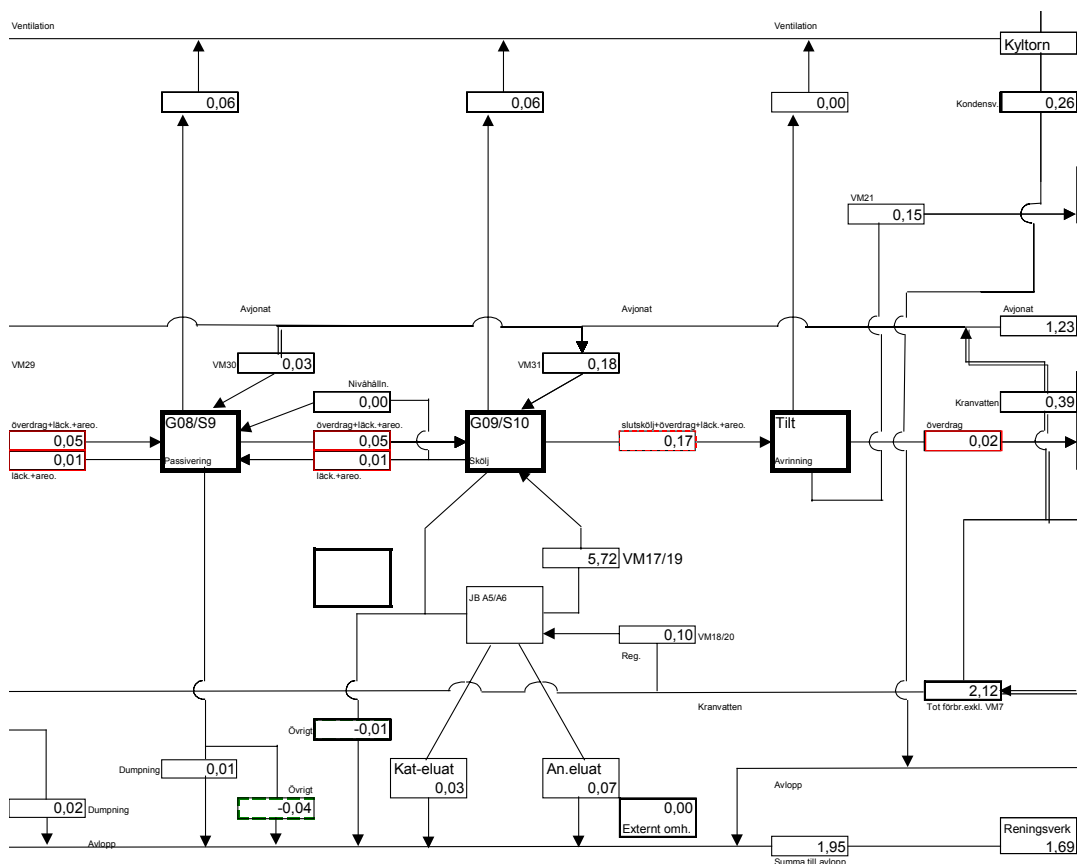 Ventilation
Ventilation
Ventilation
Kyltorn
0,06
0,06
0,00
Kondensv.
0,26
VM21
0,15
Avjonat
Avjonat
Avjonat
1,23
VM29
VM30
0,03
VM31
0,18
Nivåhålln.
0,00
Kranvatten
0,39
överdrag+läck.+areo.
0,05
0,01
läck.+areo.
G08/S9
Passivering
överdrag+läck.+areo.
0,05
0,01
läck.+areo.
G09/S10
Skölj
slutskölj+överdrag+läck.+areo.
0,17
Tilt
Avrinning
överdrag
0,02
5,72
VM17/19
JB A5/A6
0,10
VM18/20
Reg.
2,12
Tot förbr.exkl. VM7
Kranvatten
Övrigt
-0,01
Dumpning
0,01
Kat-eluat
0,03
An.eluat
0,07
Övrigt
-0,04
0,02
Dumpning
0,00
Externt omh.
Avlopp
Avlopp
1,95
Summa till avlopp
Reningsverk
1,69